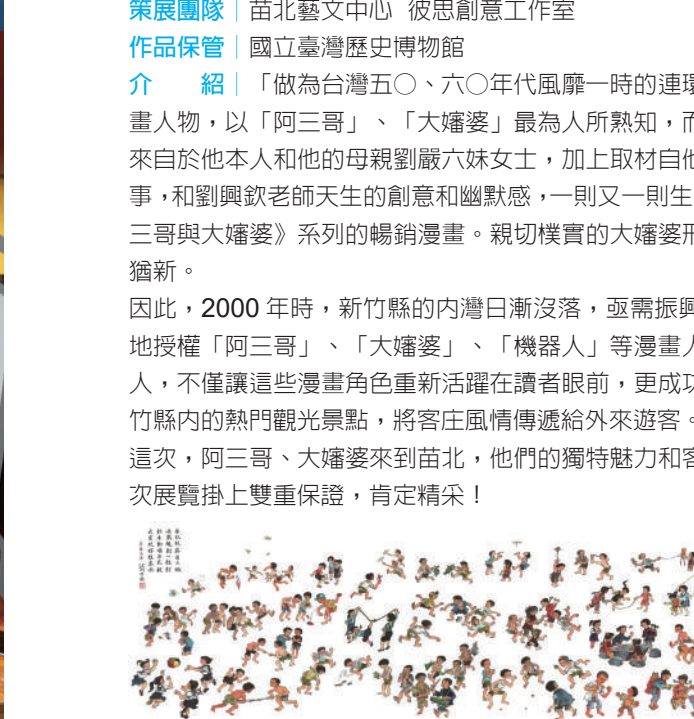 策展團隊│苗北藝文中心 彼思創意工作室
作品保管│國立臺灣歷史博物館
介　　紹│「做為台灣五○、六○年代風靡一時的連環
畫人物，以「阿三哥」、「大嬸婆」最為人所熟知，而
來自於他本人和他的母親劉嚴六妹女士，加上取材自他
事，和劉興欽老師天生的創意和幽默感，一則又一則生
三哥與大嬸婆》系列的暢銷漫畫。親切樸實的大嬸婆形
猶新。
因此，2000 年時，新竹縣的內灣日漸沒落，亟需振興
地授權「阿三哥」、「大嬸婆」、「機器人」等漫畫人
人，不僅讓這些漫畫角色重新活躍在讀者眼前，更成功
竹縣內的熱門觀光景點，將客庄風情傳遞給外來遊客。
這次，阿三哥、大嬸婆來到苗北，他們的獨特魅力和客
次展覽掛上雙重保證，肯定精采！